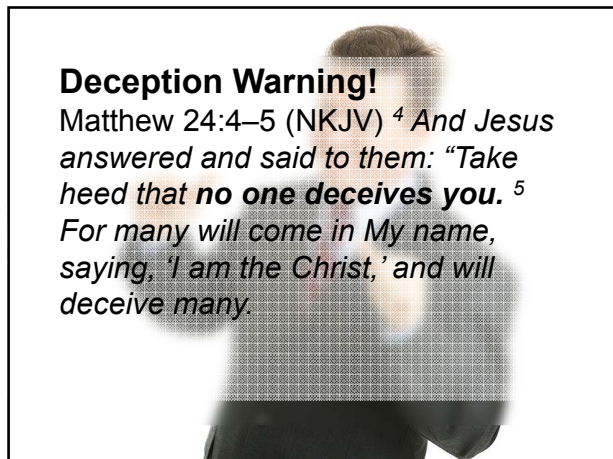 Deception Warning!
Matthew 24:4–5 (NKJV) ⁴ And Jesus
answered and said to them: “Take
heed that no one deceives you. ⁵
For many will come in My name,
saying, ‘I am the Christ,’ and will
deceive many.